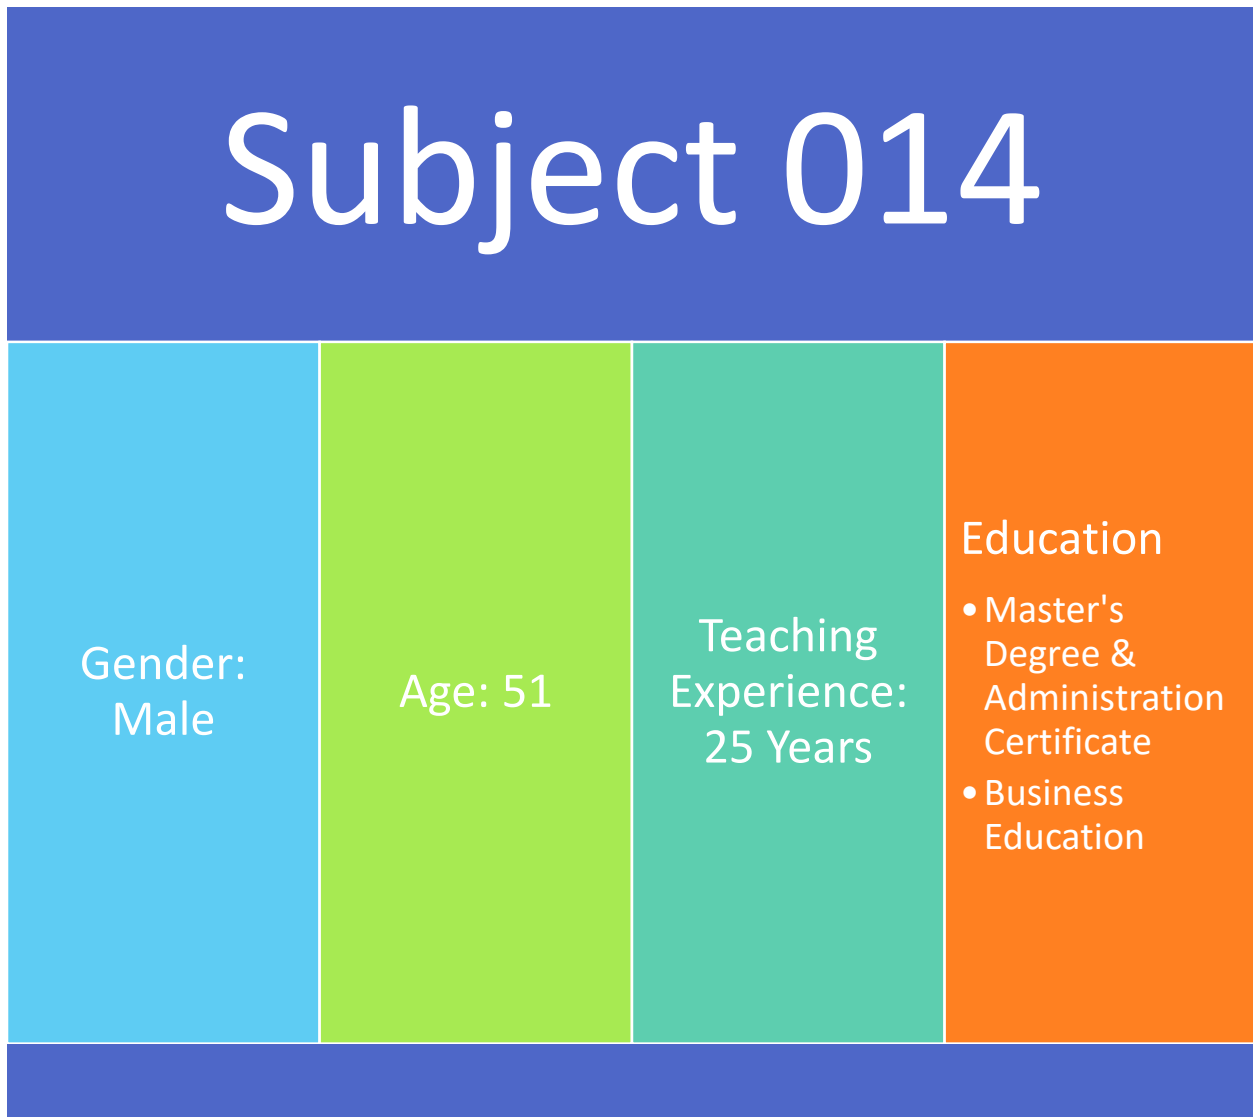 Subject 014
Gender:
Male
Age: 51
Teaching
Experience:
25 Years
Education
• Master's
Degree &
Administration
Certificate
• Business
Education